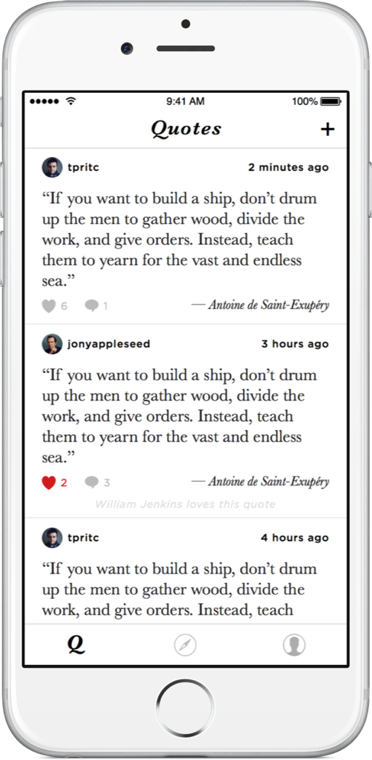 9:41 AM 100%
Quotes +
tpritc 2 minutes ago
“If you want to build a ship, don’t drum
up the men to gather wood, divide the
work, and give orders. Instead, teach
them to yearn for the vast and endless
sea.”
6 1 — Antoine de Saint-Exupéry
jonyappleseed 3 hours ago
“If you want to build a ship, don’t drum
up the men to gather wood, divide the
work, and give orders. Instead, teach
them to yearn for the vast and endless
sea.”
2 3 — Antoine de Saint-Exupéry
William Jenkins loves this quote
tpritc 4 hours ago
“If you want to build a ship, don’t drum
up the men to gather wood, divide the
work, and give orders. Instead, teach
Q